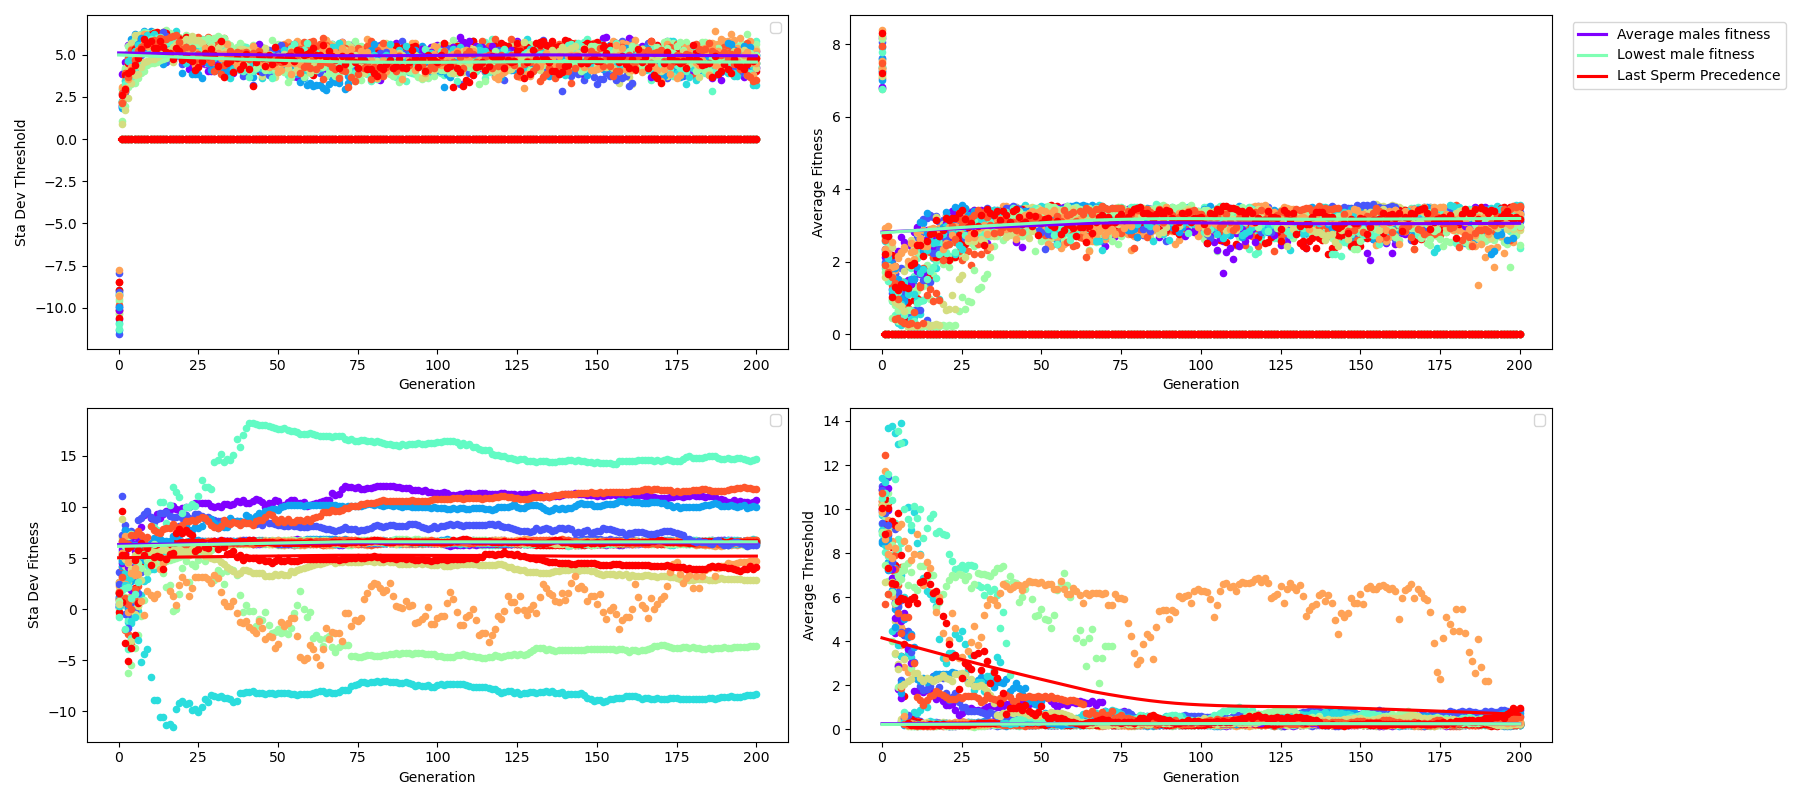 Sta Dev Threshold
5.0
2.5
0.0
−2.5
−5.0
−7.5
−10.0
0 25 50 75 100 125 150 175 200
Generation
Average Fitness
8
6
4
2
0
0 25 50 75 100 125 150 175 200
Generation
Average males fitness
Lowest male fitness
Last Sperm Precedence
Sta Dev Fitness
15
10
5
0
−5
−10
0 25 50 75 100 125 150 175 200
Generation
Average Threshold
14
12
10
8
6
4
2
0
0 25 50 75 100 125 150 175 200
Generation